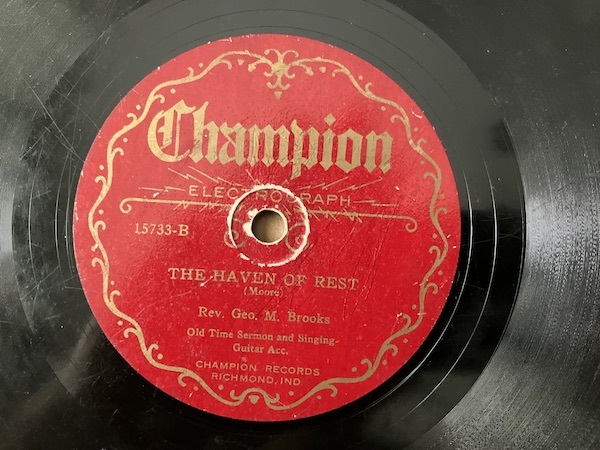 Champion
ELECTROGRAPH
15733-B
THE HAVEN OF REST
(Moore)
Rev. Geo. M. Brooks
Old Time Sermon and Singing-
Guitar Acc.
CHAMPION RECORDS
RICHMOND, IND